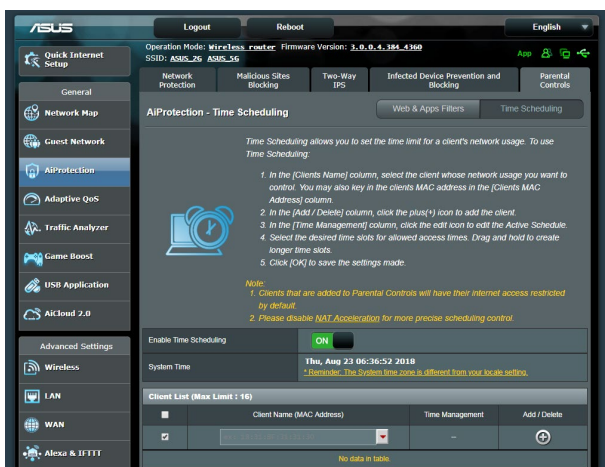 ASUS
Logout
Reboot
English
Quick Internet
Setup
Operation Mode: Wireless router Firmware Version: 3.0.0.4.384_4360
SSID: ASUS_2G ASUS_5G
App
General
Network Map
Guest Network
AiProtection
Adaptive QoS
Traffic Analyzer
Game Boost
USB Application
AiCloud 2.0
Advanced Settings
Wireless
LAN
WAN
Alexa & IFTTT
Network
Protection
Malicious Sites
Blocking
Two-Way
IPS
Infected Device Prevention and
Blocking
Parental
Controls
AiProtection - Time Scheduling
Web & Apps Filters
Time Scheduling
Time Scheduling allows you to set the time limit for a client's network usage. To use
Time Scheduling:
1. In the [Clients Name] column, select the client whose network usage you want to
control. You may also key in the clients MAC address in the [Clients MAC
Address]
column.
2. In the [Add / Delete] column, click the plus(+) icon to add the client.
3. In the [Time Management] column, click the edit icon to edit the Active Schedule.
4. Select the desired time slots for allowed access times. Drag and hold to create
longer time slots.
5. Click [OK] to save the settings made.
Note:
1. Clients that are added to Parental Controls will have their internet access restricted
by default.
2. Please disable NAT Acceleration for more precise scheduling control.
Enable Time Scheduling
ON
System Time
Thu, Aug 23 06:36:52 2018
* Reminder: The System time zone is different from your locale setting.
Client List (Max Limit : 16)
Client Name (MAC Address)
Time Management
Add / Delete
-
No data in table.